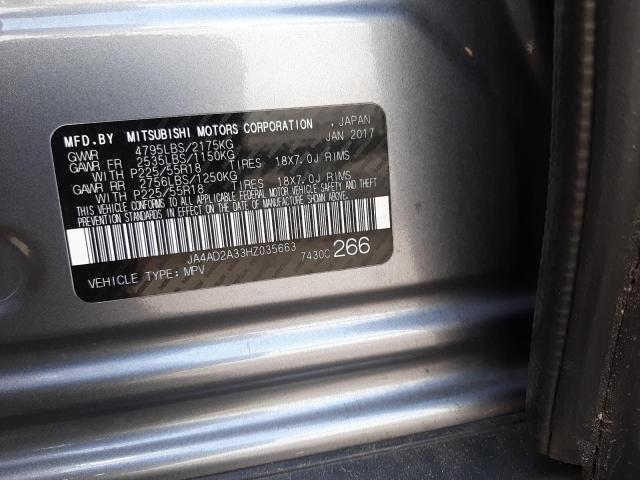 MFD.BY MITSUBISHI MOTORS CORPORATION . JAPAN
GVWR 4795LBS/2175KG JAN 2017
GAWR FR 2535LBS/1150KG
WITH P225/55R18 TIRES 18X7.0J RIMS
GAWR RR 2756LBS/1250KG
WITH P225/55R18 TIRES 18X7.0J RIMS
THIS VEHICLE CONFORMS TO ALL APPLICABLE FEDERAL MOTOR VEHICLE SAFETY AND THEFT
PREVENTION STANDARDS IN EFFECT ON THE DATE OF MANUFACTURE SHOWN ABOVE.
JA4AD2A33HZ035663 7430C 266
VEHICLE TYPE: MPV